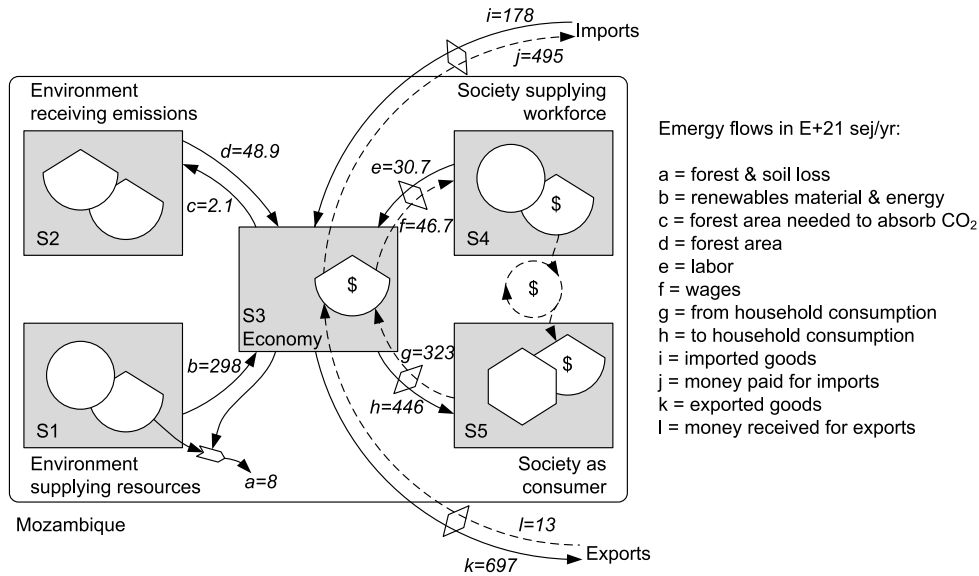 i=178
Imports
j=495
Environment
receiving emissions
Society supplying
workforce
d=48.9
e=30.7
c=2.1
f=46.7
S2
$
S4
$
S3
Economy
$
b=298
g=323
$
h=446
S1
S5
Environment
supplying resources
a=8
Society as
consumer
Mozambique
l=13
Exports
k=697
Emergy flows in E+21 sej/yr:
a = forest & soil loss
b = renewables material & energy
c = forest area needed to absorb CO₂
d = forest area
e = labor
f = wages
g = from household consumption
h = to household consumption
i = imported goods
j = money paid for imports
k = exported goods
l = money received for exports